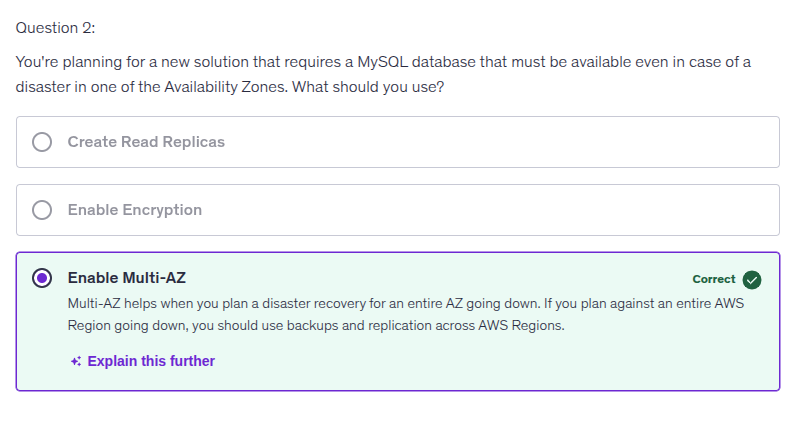 Question 2:
You're planning for a new solution that requires a MySQL database that must be available even in case of a
disaster in one of the Availability Zones. What should you use?
Create Read Replicas
Enable Encryption
Enable Multi-AZ
Correct
Multi-AZ helps when you plan a disaster recovery for an entire AZ going down. If you plan against an entire AWS
Region going down, you should use backups and replication across AWS Regions.
Explain this further